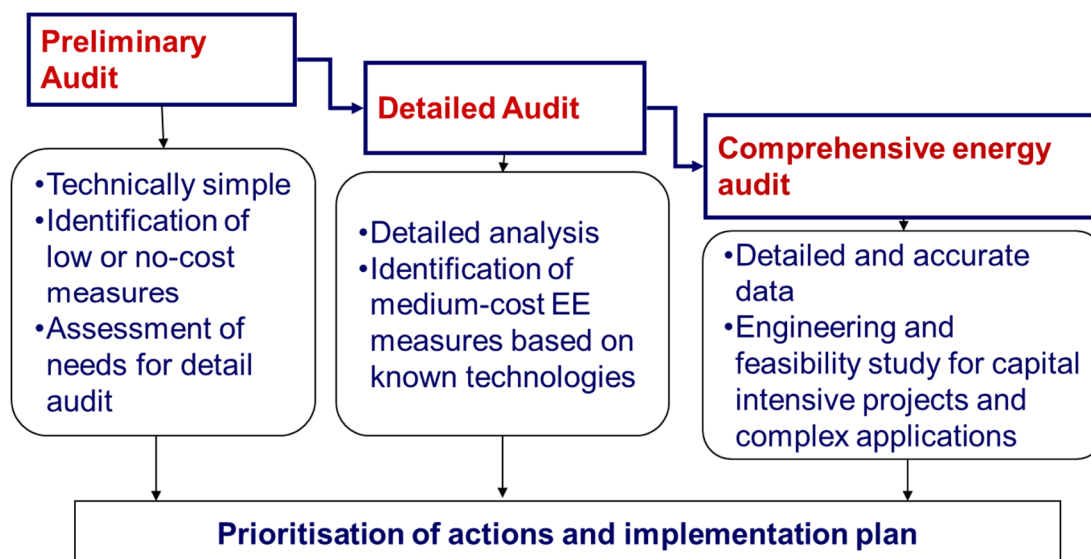 Preliminary
Audit
•Technically simple
•Identification of
low or no-cost
measures
•Assessment of
needs for detail
audit
Detailed Audit
•Detailed analysis
•Identification of
medium-cost EE
measures based on
known technologies
Comprehensive energy
audit
•Detailed and accurate
data
•Engineering and
feasibility study for capital
intensive projects and
complex applications
Prioritisation of actions and implementation plan